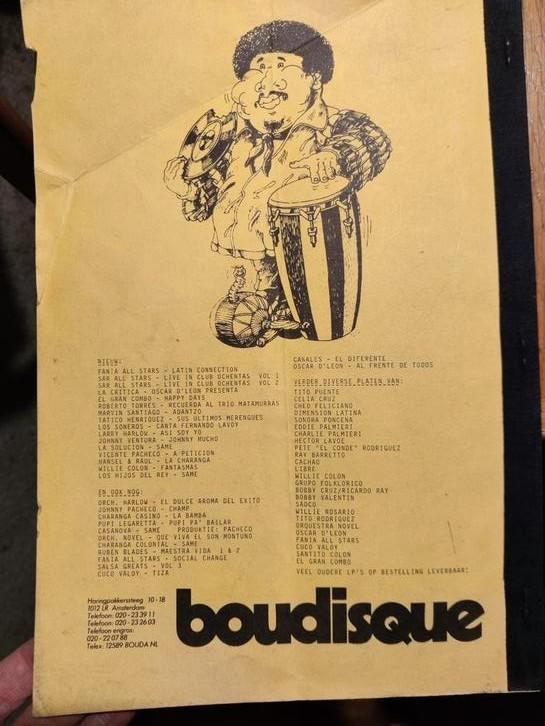 NIEUW:
FANIA ALL STARS - LATIN CONNECTION
SAR ALL STARS - LIVE IN CLUB OCHENTAS VOL 1
SAR ALL STARS - LIVE IN CLUB OCHENTAS VOL 2
LA CRITICA - OSCAR D'LEON PRESENTA
EL GRAN COMBO - HAPPY DAYS
ROBERTO TORRES - RECUERDA AL TRIO MATAMURRAS
MARVIN SANTIAGO - ADANTZO
TATICO HENRIQUEZ - SUS ULTIMOS MERENGUES
LOS SONEROS - CANTA FERNANDO LAVOY
LARRY HARLOW - ASI SOY YO
JOHNNY VENTURA - JOHNNY MUCHO
LA SOLUCION - SAME
VICENTE PACHECO - A PETICION
HANSEL & RAUL - LA CHARANGA
WILLIE COLON - FANTASMAS
LOS HIJOS DEL REY - SAME
EN OOK NOG:
ORCH. HARLOW - EL DULCE AROMA DEL EXITO
JOHNNY PACHECO - CHAMP
CHARANGA CASINO - LA BAMBA
PUPI LEGARETTA - PUPI PA' BAILAR
CASANOVA - SAME PRODUKTIE: PACHECO
ORCH. NOVEL - QUE VIVA EL SON MONTUNO
CHARANGA COLONIAL - SAME
RUBÉN BLADES - MAESTRA VIDA 1 & 2
FANIA ALL STARS - SOCIAL CHANGE
SALSA GREATS - VOL 3
CUCO VALOY - TIZA
CANALES - EL DIFERENTE
OSCAR D'LEON - AL FRENTE DE TODOS
VERDER DIVERSE PLATEN VAN:
TITO PUENTE
CELIA CRUZ
CHEO FELICIANO
DIMENSION LATINA
SONORA PONCENA
EDDIE PALMIERI
CHARLIE PALMIERI
HECTOR LAVOE
PETE "EL CONDE" RODRIGUEZ
RAY BARRETTO
CACHAO
LIBRE
WILLIE COLON
GRUPO FOLKLORICO
BOBBY CRUZ/RICARDO RAY
BOBBY VALENTIN
SAOCO
WILLIE ROSARIO
TITO RODRIGUEZ
ORQUESTRA NOVEL
OSCAR D'LEON
FANIA ALL STARS
CUCO VALOY
SANTITO COLON
EL GRAN COMBO
VEEL OUDERE LP'S OP BESTELLING LEVERBAAR!
Haringpakkerssteeg 10-18
1012 LR Amsterdam
Telefoon: 020 - 23 39 11
Telefoon: 020 - 23 26 03
Telefoon engros:
020 - 22 07 88
Telex: 12589 BOUDA NL
boudisque